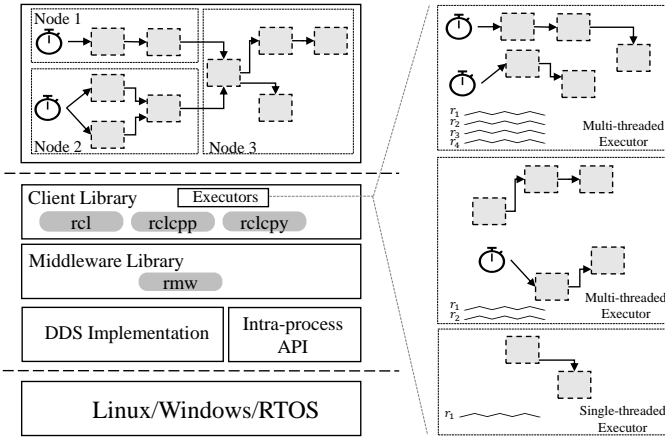 Node 1
Node 2
Node 3
Client Library
Executors
rcl
rclcpp
rclcpy
Middleware Library
rmw
DDS Implementation
Intra-process
API
Linux/Windows/RTOS
r1
r2
r3
r4
Multi-threaded
Executor
r1
r2
Multi-threaded
Executor
r1
Single-threaded
Executor